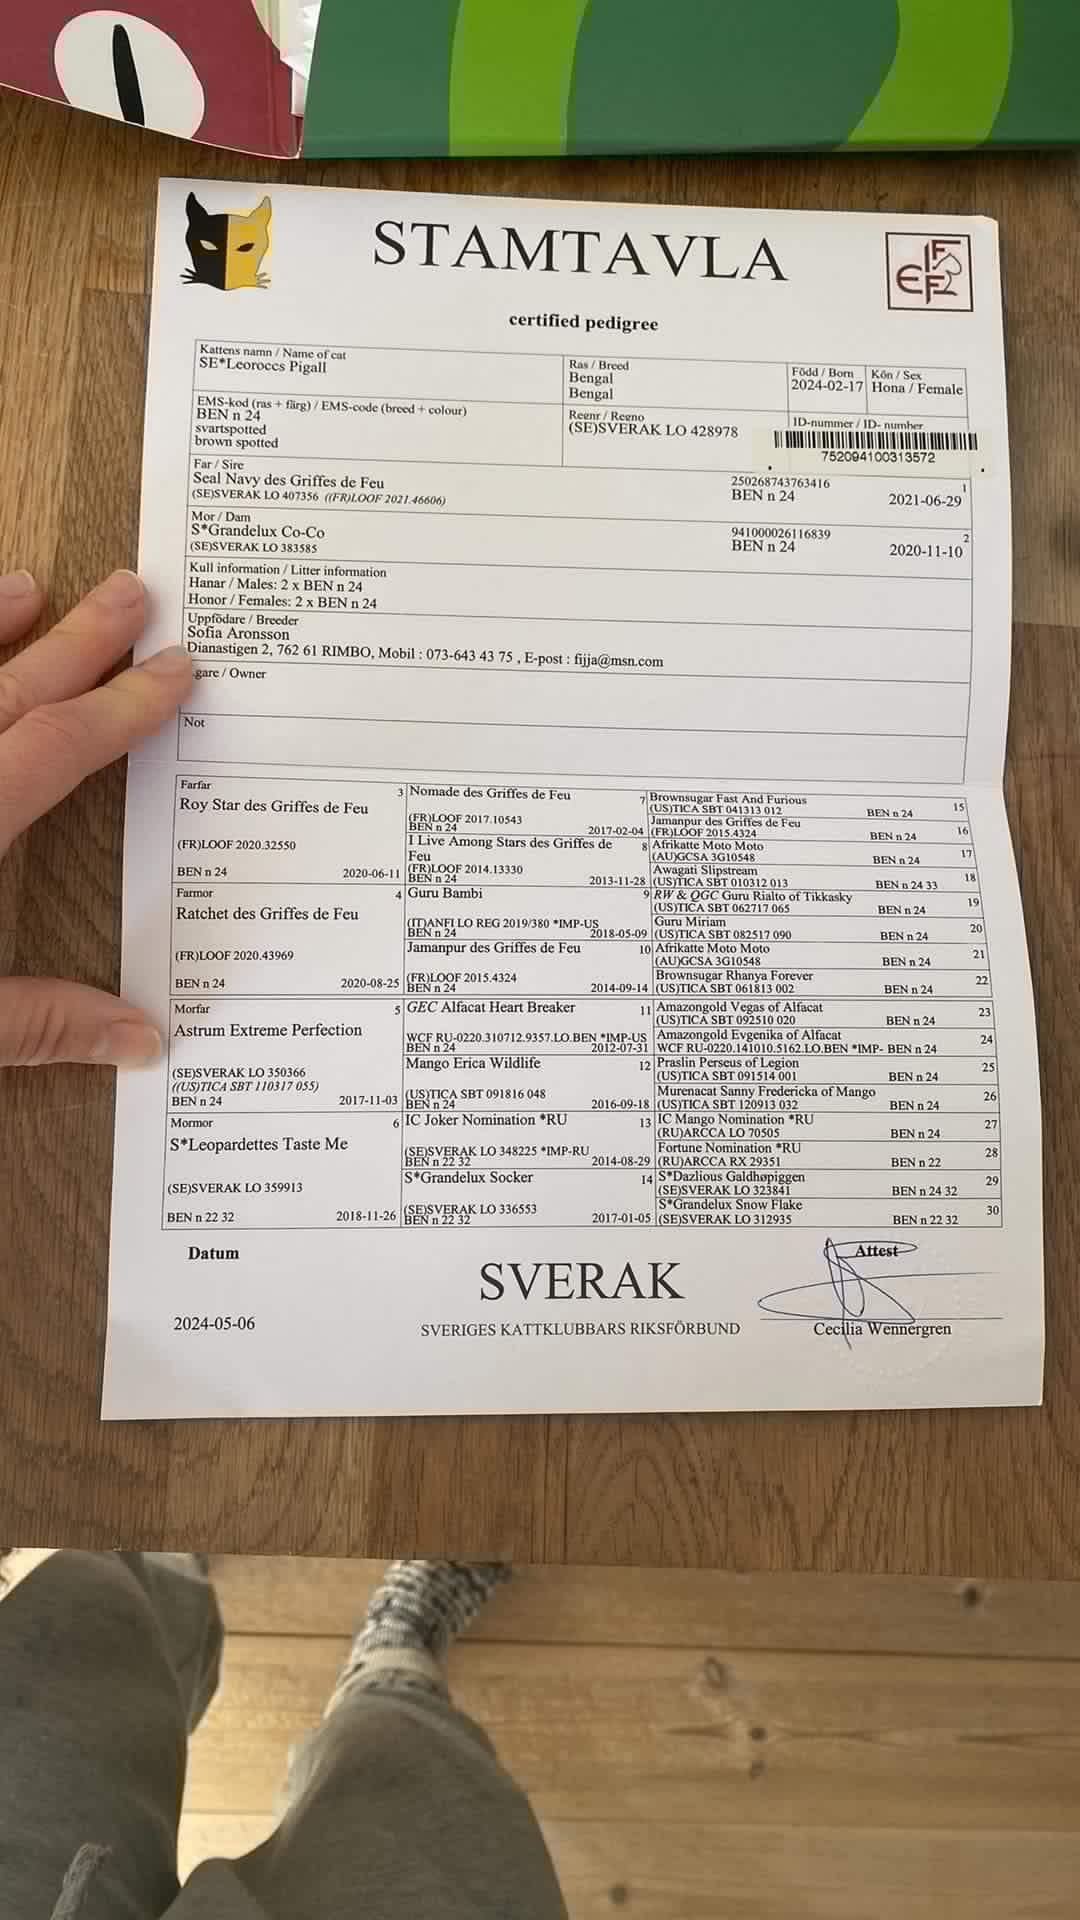 STAMTAVLA
FIFE
certified pedigree
Kattens namn / Name of cat
SE*Leoroccs Pigall
Ras / Breed
Bengal
Bengal
Född / Born
2024-02-17
Kön / Sex
Hona / Female
EMS-kod (ras + färg) / EMS-code (breed + colour)
BEN n 24
svartspotted
brown spotted
Regnr / Regno
(SE)SVERAK LO 428978
ID-nummer / ID- number
752094100313572
Far / Sire
Seal Navy des Griffes de Feu
(SE)SVERAK LO 407356 ((FR)LOOF 2021.46606)
250268743763416
BEN n 24
1
2021-06-29
Mor / Dam
S*Grandelux Co-Co
(SE)SVERAK LO 383585
941000026116839
BEN n 24
2
2020-11-10
Kull information / Litter information
Hanar / Males: 2 x BEN n 24
Honor / Females: 2 x BEN n 24
Uppfödare / Breeder
Sofia Aronsson
Dianastigen 2, 762 61 RIMBO, Mobil : 073-643 43 75 , E-post : fijja@msn.com
gare / Owner
Not
Farfar 3
Roy Star des Griffes de Feu
(FR)LOOF 2020.32550
BEN n 24 2020-06-11
Nomade des Griffes de Feu 7
(FR)LOOF 2017.10543
BEN n 24 2017-02-04
Brownsugar Fast And Furious 15
(US)TICA SBT 041313 012 BEN n 24
Jamanpur des Griffes de Feu 16
(FR)LOOF 2015.4324 BEN n 24
I Live Among Stars des Griffes de 8
Feu
(FR)LOOF 2014.13330
BEN n 24 2013-11-28
Afrikatte Moto Moto 17
(AU)GCSA 3G10548 BEN n 24
Awagati Slipstream 18
(US)TICA SBT 010312 013 BEN n 24 33
Farmor 4
Ratchet des Griffes de Feu
(FR)LOOF 2020.43969
BEN n 24 2020-08-25
Guru Bambi 9
(IT)ANFI LO REG 2019/380 *IMP-US
BEN n 24 2018-05-09
RW & QGC Guru Rialto of Tikkasky 19
(US)TICA SBT 062717 065 BEN n 24
Guru Miriam 20
(US)TICA SBT 082517 090 BEN n 24
Jamanpur des Griffes de Feu 10
(FR)LOOF 2015.4324
BEN n 24 2014-09-14
Afrikatte Moto Moto 21
(AU)GCSA 3G10548 BEN n 24
Brownsugar Rhanya Forever 22
(US)TICA SBT 061813 002 BEN n 24
Morfar 5
Astrum Extreme Perfection
(SE)SVERAK LO 350366
((US)TICA SBT 110317 055)
BEN n 24 2017-11-03
GEC Alfacat Heart Breaker 11
WCF RU-0220.310712.9357.LO.BEN *IMP-US
BEN n 24 2012-07-31
Amazongold Vegas of Alfacat 23
(US)TICA SBT 092510 020 BEN n 24
Amazongold Evgenika of Alfacat 24
WCF RU-0220.141010.5162.LO.BEN *IMP- BEN n 24
Mango Erica Wildlife 12
(US)TICA SBT 091816 048
BEN n 24 2016-09-18
Praslin Perseus of Legion 25
(US)TICA SBT 091514 001 BEN n 24
Murenacat Sanny Fredericka of Mango 26
(US)TICA SBT 120913 032 BEN n 24
Mormor 6
S*Leopardettes Taste Me
(SE)SVERAK LO 359913
BEN n 22 32 2018-11-26
IC Joker Nomination *RU 13
(SE)SVERAK LO 348225 *IMP-RU
BEN n 22 32 2014-08-29
IC Mango Nomination *RU 27
(RU)ARCCA LO 70505 BEN n 24
Fortune Nomination *RU 28
(RU)ARCCA RX 29351 BEN n 22
S*Grandelux Socker 14
(SE)SVERAK LO 336553
BEN n 22 32 2017-01-05
S*Dazlious Galdhøpiggen 29
(SE)SVERAK LO 323841 BEN n 24 32
S*Grandelux Snow Flake 30
(SE)SVERAK LO 312935 BEN n 22 32
Datum
2024-05-06
SVERAK
SVERIGES KATTKLUBBARS RIKSFÖRBUND
Attest
Cecilia Wennergren